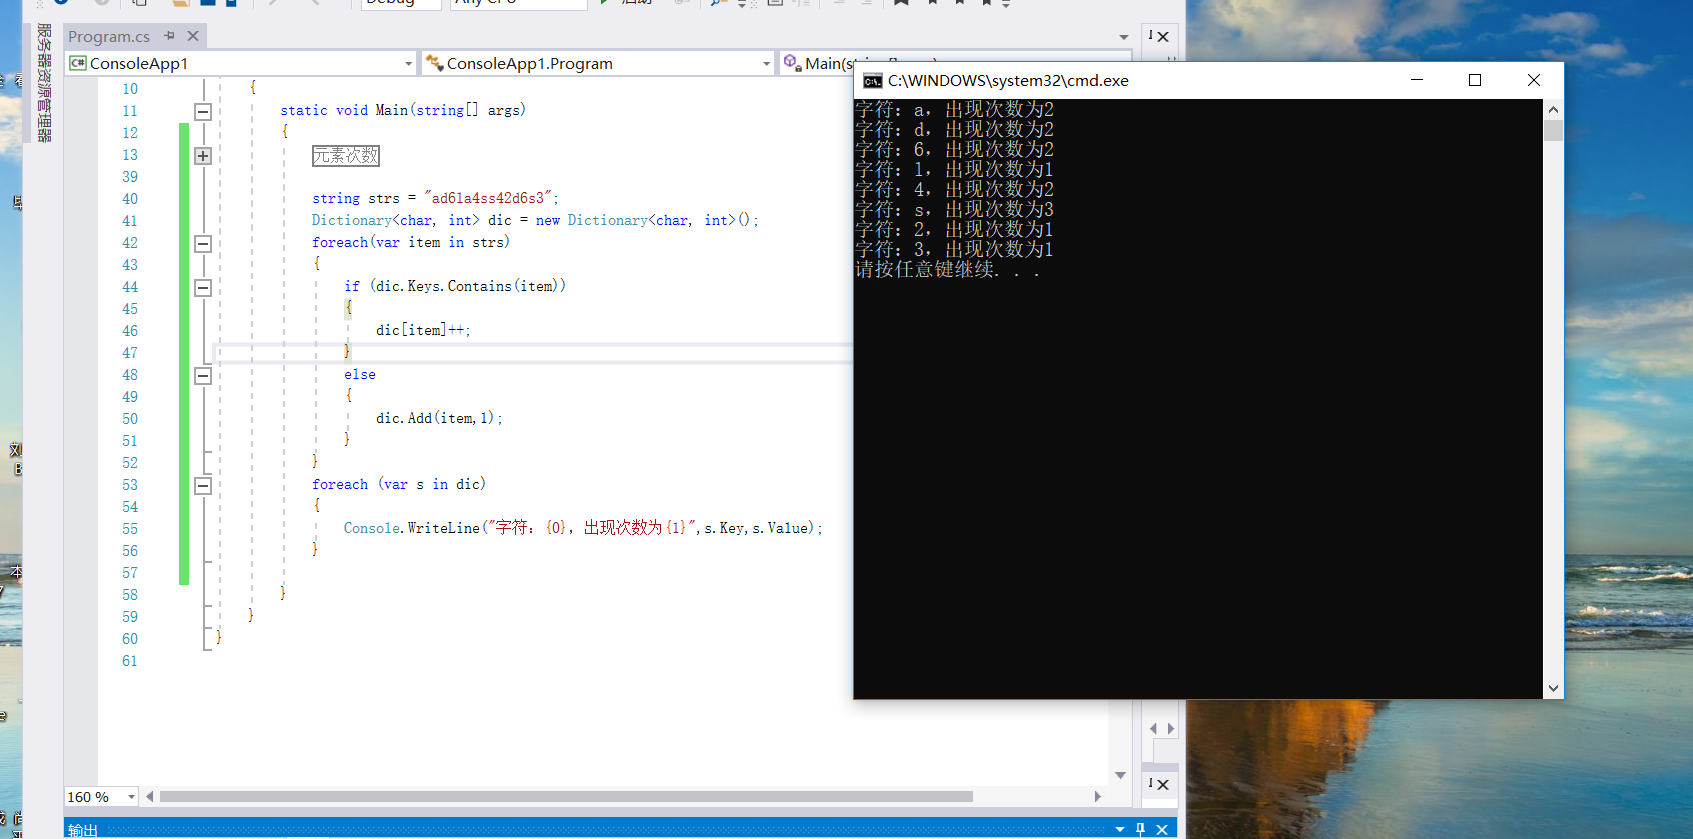 Debug
Any CPU
启动
服务器资源管理器
Program.cs
C# ConsoleApp1
ConsoleApp1.Program
10 {
11 static void Main(string[] args)
12 {
13 元素次数
39
40 string strs = "ad61a4ss42d6s3";
41 Dictionary<char, int> dic = new Dictionary<char, int>();
42 foreach(var item in strs)
43 {
44 if (dic.Keys.Contains(item))
45 {
46 dic[item]++;
47 }
48 else
49 {
50 dic.Add(item,1);
51 }
52 }
53 foreach (var s in dic)
54 {
55 Console.WriteLine("字符: {0}, 出现次数为{1}",s.Key,s.Value);
56 }
57
58 }
59 }
60 }
61
160 %
输出
C:\WINDOWS\system32\cmd.exe
字符: a, 出现次数为2
字符: d, 出现次数为2
字符: 6, 出现次数为2
字符: 1, 出现次数为1
字符: 4, 出现次数为2
字符: s, 出现次数为3
字符: 2, 出现次数为1
字符: 3, 出现次数为1
请按任意键继续. . .